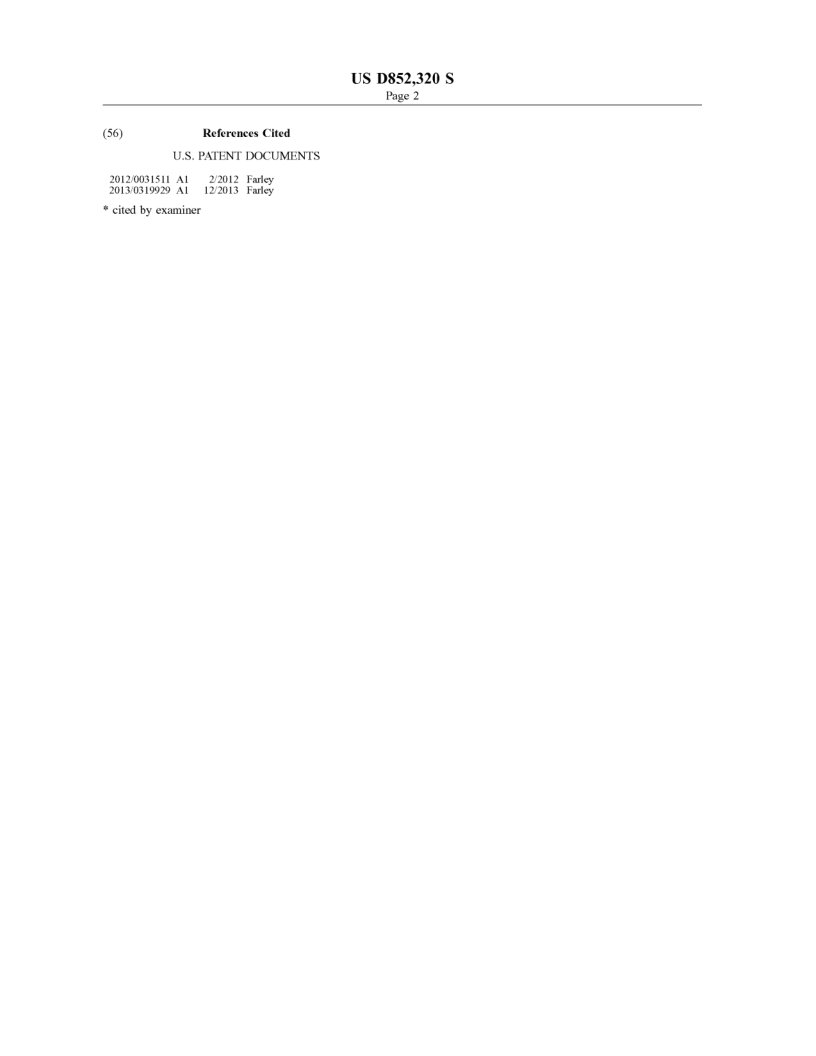 US D852,320 S
Page 2
(56) References Cited
U.S. PATENT DOCUMENTS
2012/0031511 A1 2/2012 Farley
2013/0319929 A1 12/2013 Farley
* cited by examiner